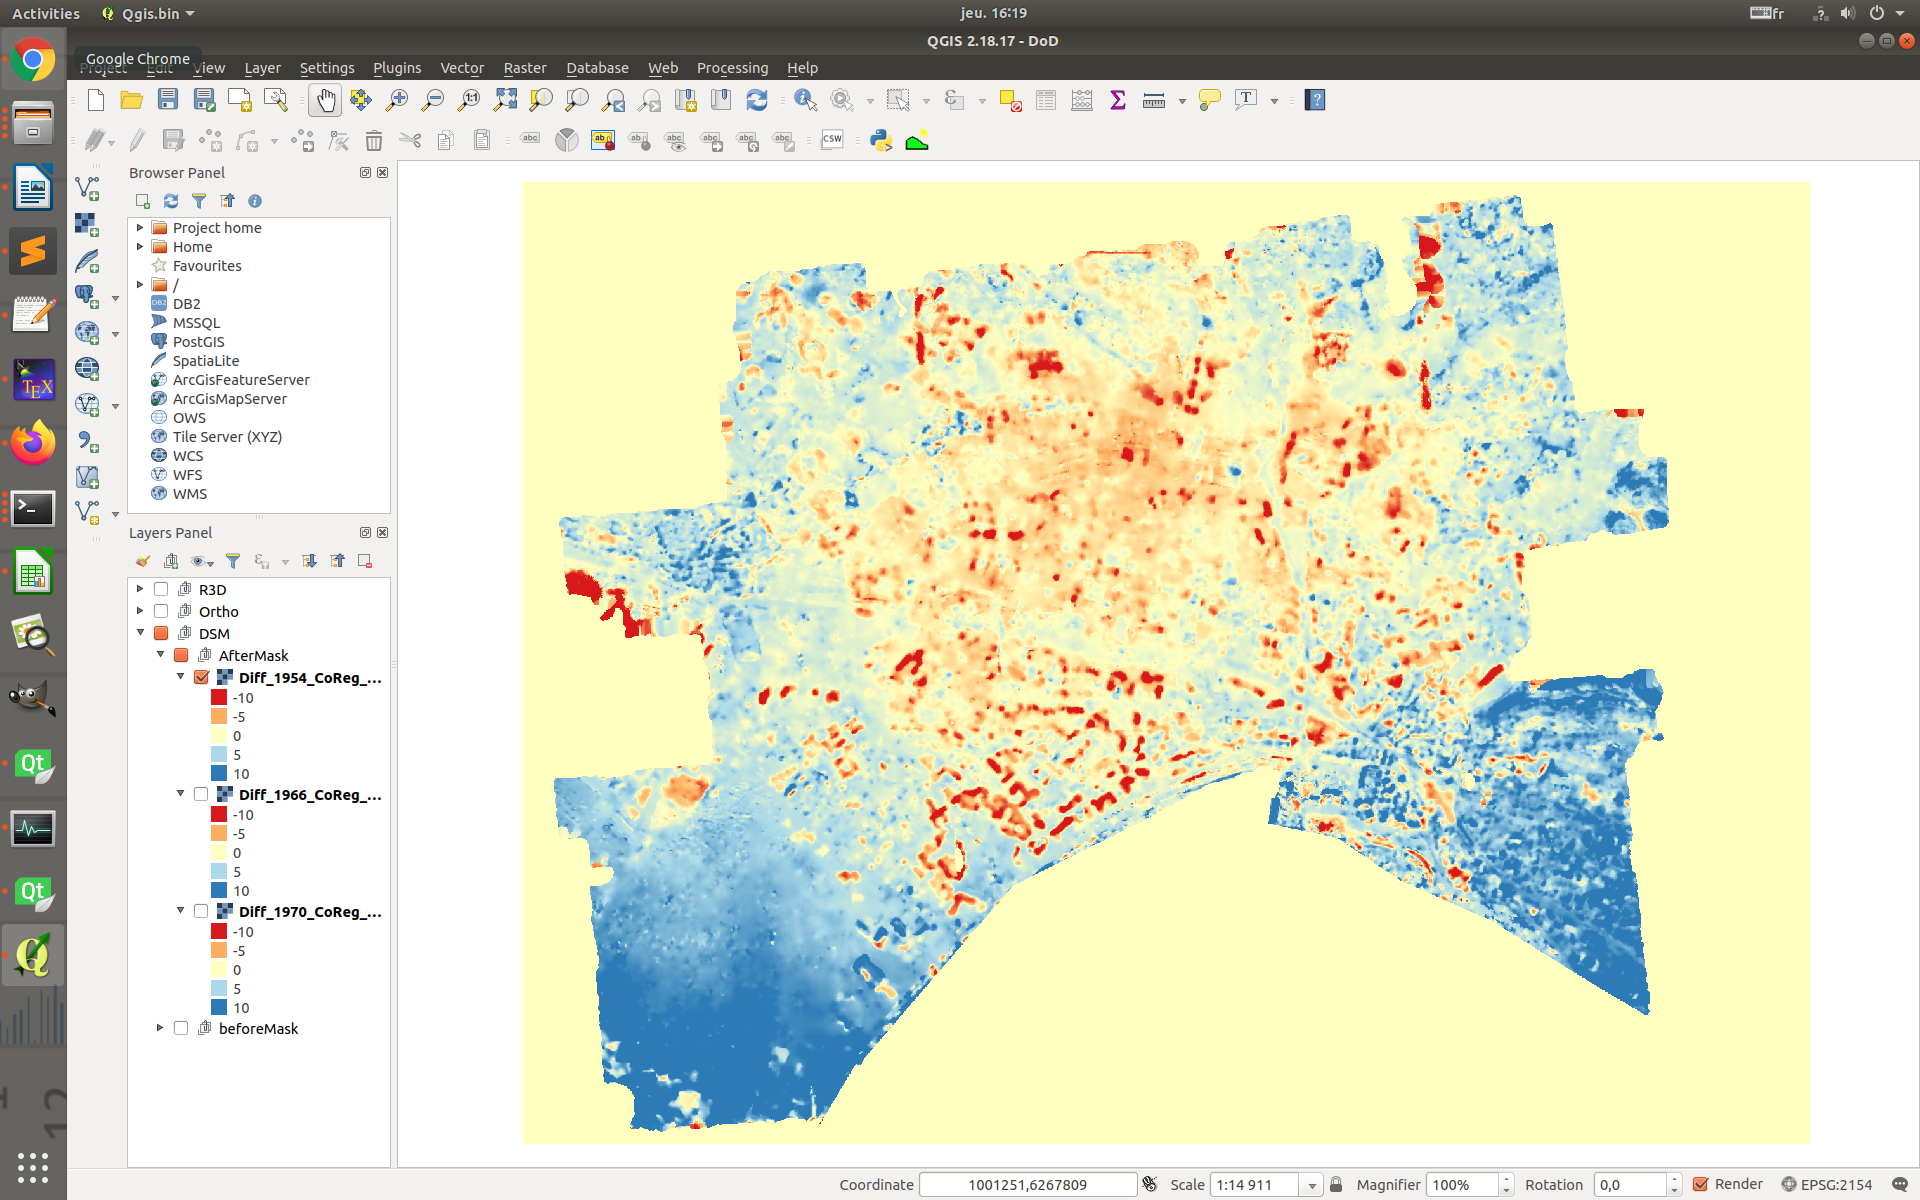 Activities
Qgis.bin
jeu. 16:19
fr
QGIS 2.18.17 - DoD
Google Chrome
View Layer Settings Plugins Vector Raster Database Web Processing Help
CSW
Browser Panel
Project home
Home
Favourites
/
DB2
MSSQL
PostGIS
SpatiaLite
ArcGisFeatureServer
ArcGisMapServer
OWS
Tile Server (XYZ)
WCS
WFS
WMS
Layers Panel
R3D
Ortho
DSM
AfterMask
Diff_1954_CoReg_...
-10
-5
0
5
10
Diff_1966_CoReg_...
-10
-5
0
5
10
Diff_1970_CoReg_...
-10
-5
0
5
10
beforeMask
Coordinate 1001251,6267809 Scale 1:14 911 Magnifier 100% Rotation 0,0 Render EPSG:2154